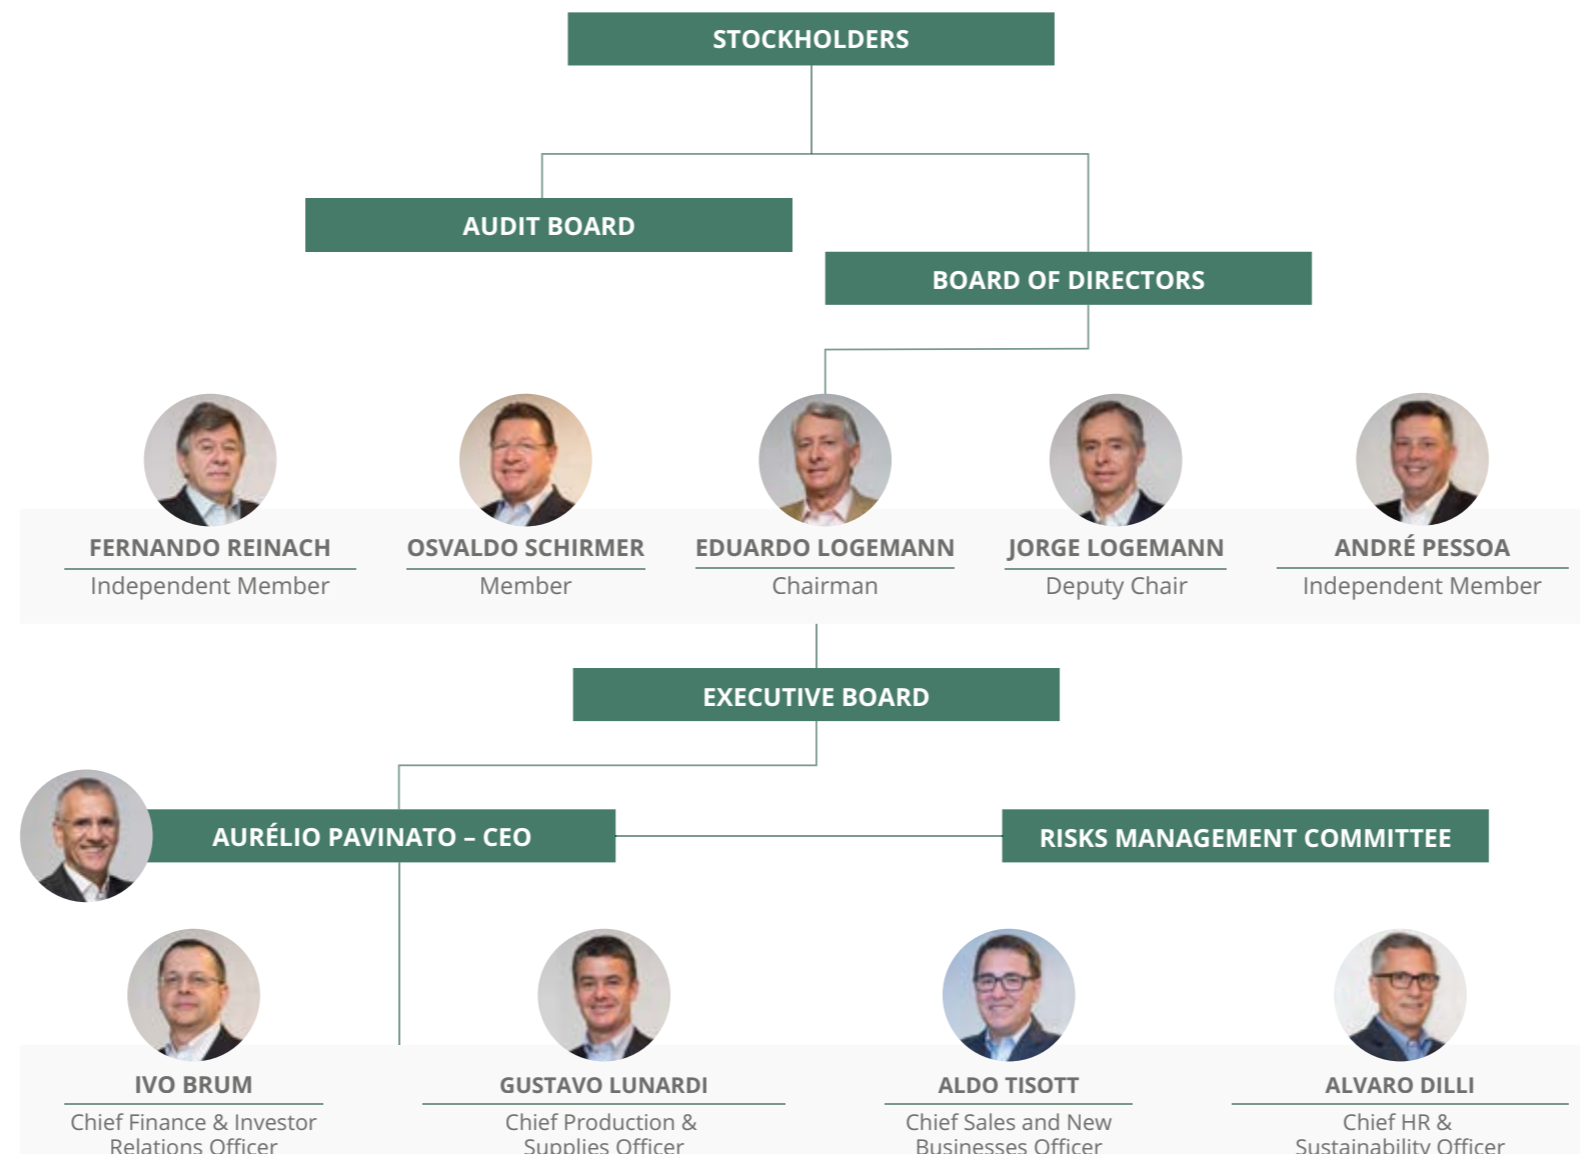 STOCKHOLDERS
AUDIT BOARD
BOARD OF DIRECTORS
FERNANDO REINACH
Independent Member
OSVALDO SCHIRMER
Member
EDUARDO LOGEMANN
Chairman
JORGE LOGEMANN
Deputy Chair
ANDRÉ PESSOA
Independent Member
EXECUTIVE BOARD
AURÉLIO PAVINATO – CEO
RISKS MANAGEMENT COMMITTEE
IVO BRUM
Chief Finance & Investor
Relations Officer
GUSTAVO LUNARDI
Chief Production &
Supplies Officer
ALDO TISOTT
Chief Sales and New
Businesses Officer
ALVARO DILLI
Chief HR &
Sustainability Officer